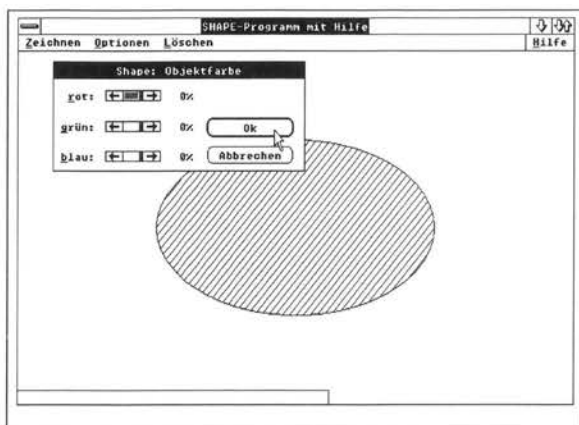 SHAPE-Programm mit Hilfe
Zeichnen Optionen Löschen Hilfe
Shape: Objektfarbe
rot: 0%
grün: 0% Ok
blau: 0% Abbrechen